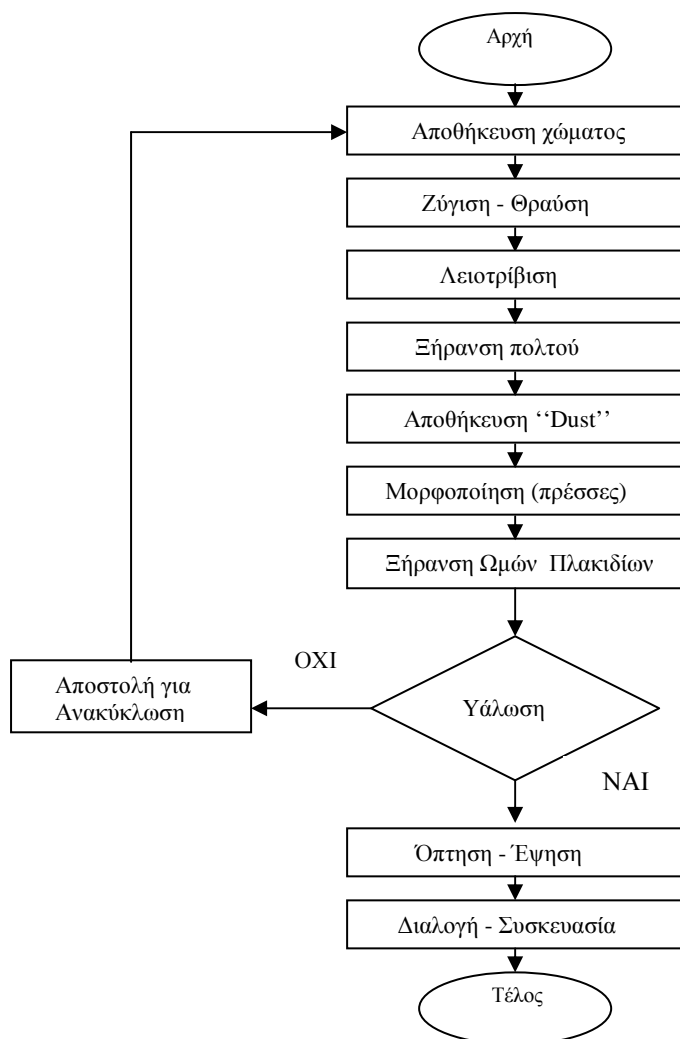 Αρχή
Αποθήκευση χώματος
Ζύγιση - Θραύση
Λειοτρίβιση
Ξήρανση πολτού
Αποθήκευση ‘‘Dust’’
Μορφοποίηση (πρέσσες)
Ξήρανση Ωμών Πλακιδίων
ΟΧΙ
Αποστολή για
Ανακύκλωση
Υάλωση
ΝΑΙ
Όπτηση - Έψηση
Διαλογή - Συσκευασία
Τέλος